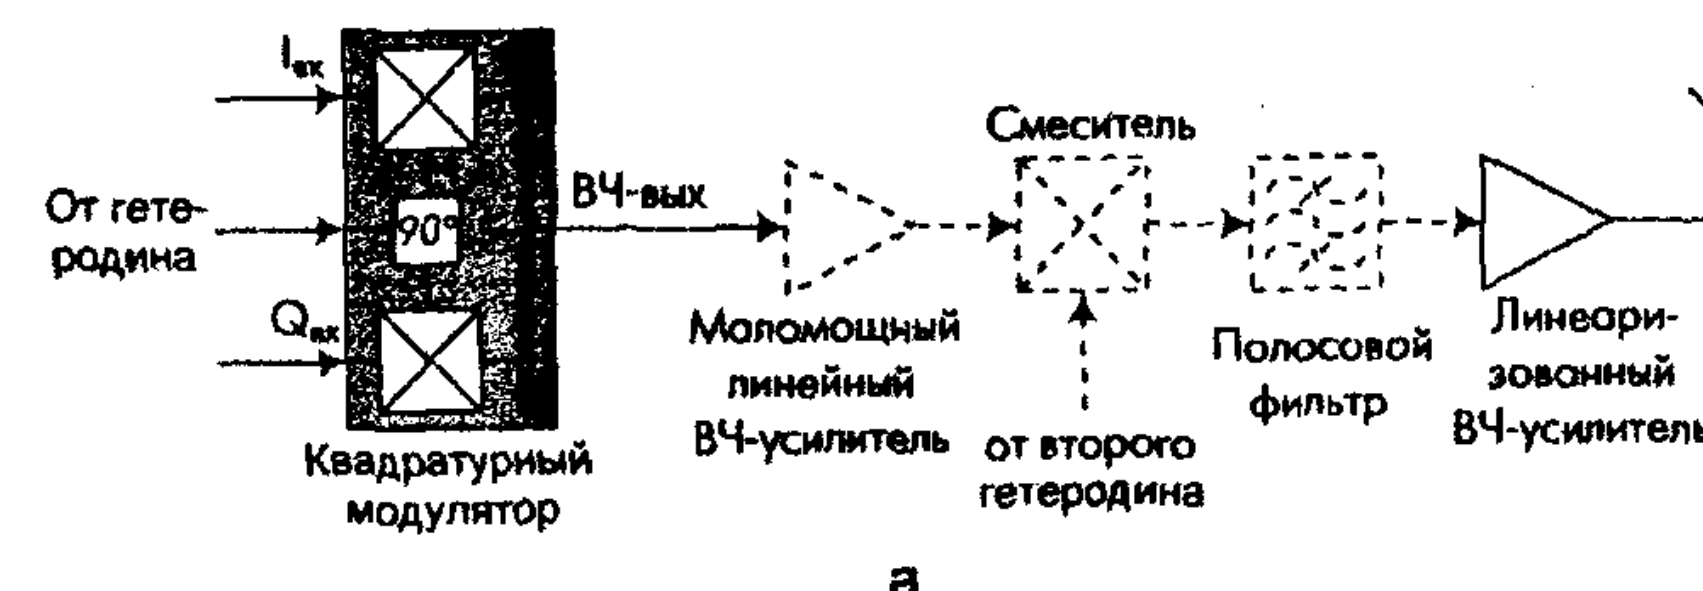 Iвх
От гете-
родина
90°
Qвх
Квадратурный
модулятор
ВЧ-вых
Маломощный
линейный
ВЧ-усилитель
Смеситель
от второго
гетеродина
Полосовой
фильтр
Линеари-
зованный
ВЧ-усилитель
а